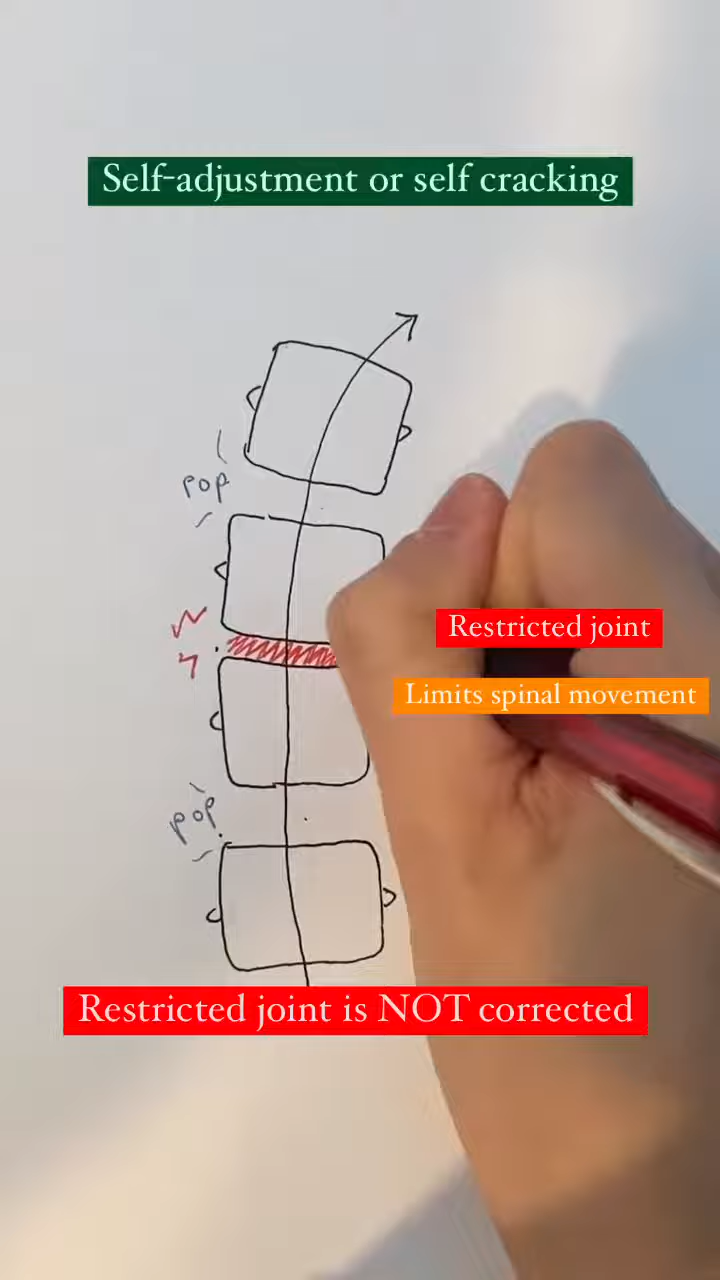 Self-adjustment or self cracking
pop
Restricted joint
Limits spinal movement
pop
Restricted joint is NOT corrected